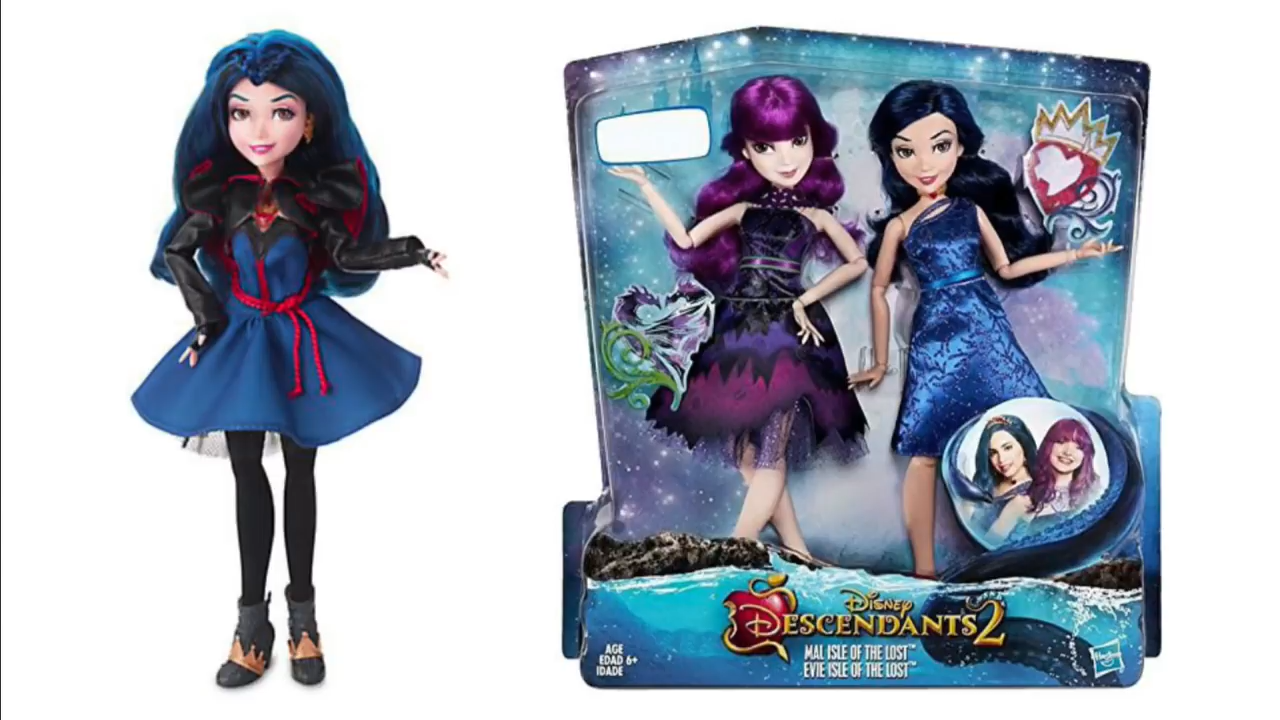 DISNEY
DESCENDANTS 2
AGE
EDAD 6+
IDADE
MAL ISLE OF THE LOST™
EVIE ISLE OF THE LOST™
Hasbro